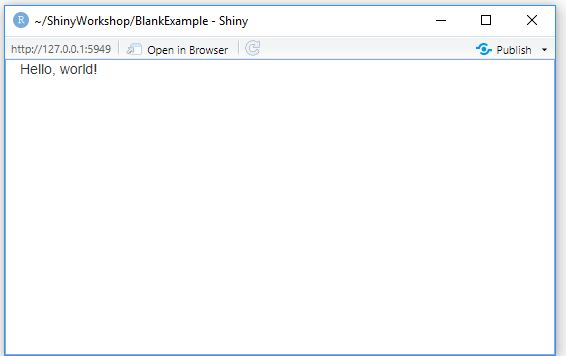 R ~/ShinyWorkshop/BlankExample - Shiny
http://127.0.0.1:5949 Open in Browser Publish
Hello, world!